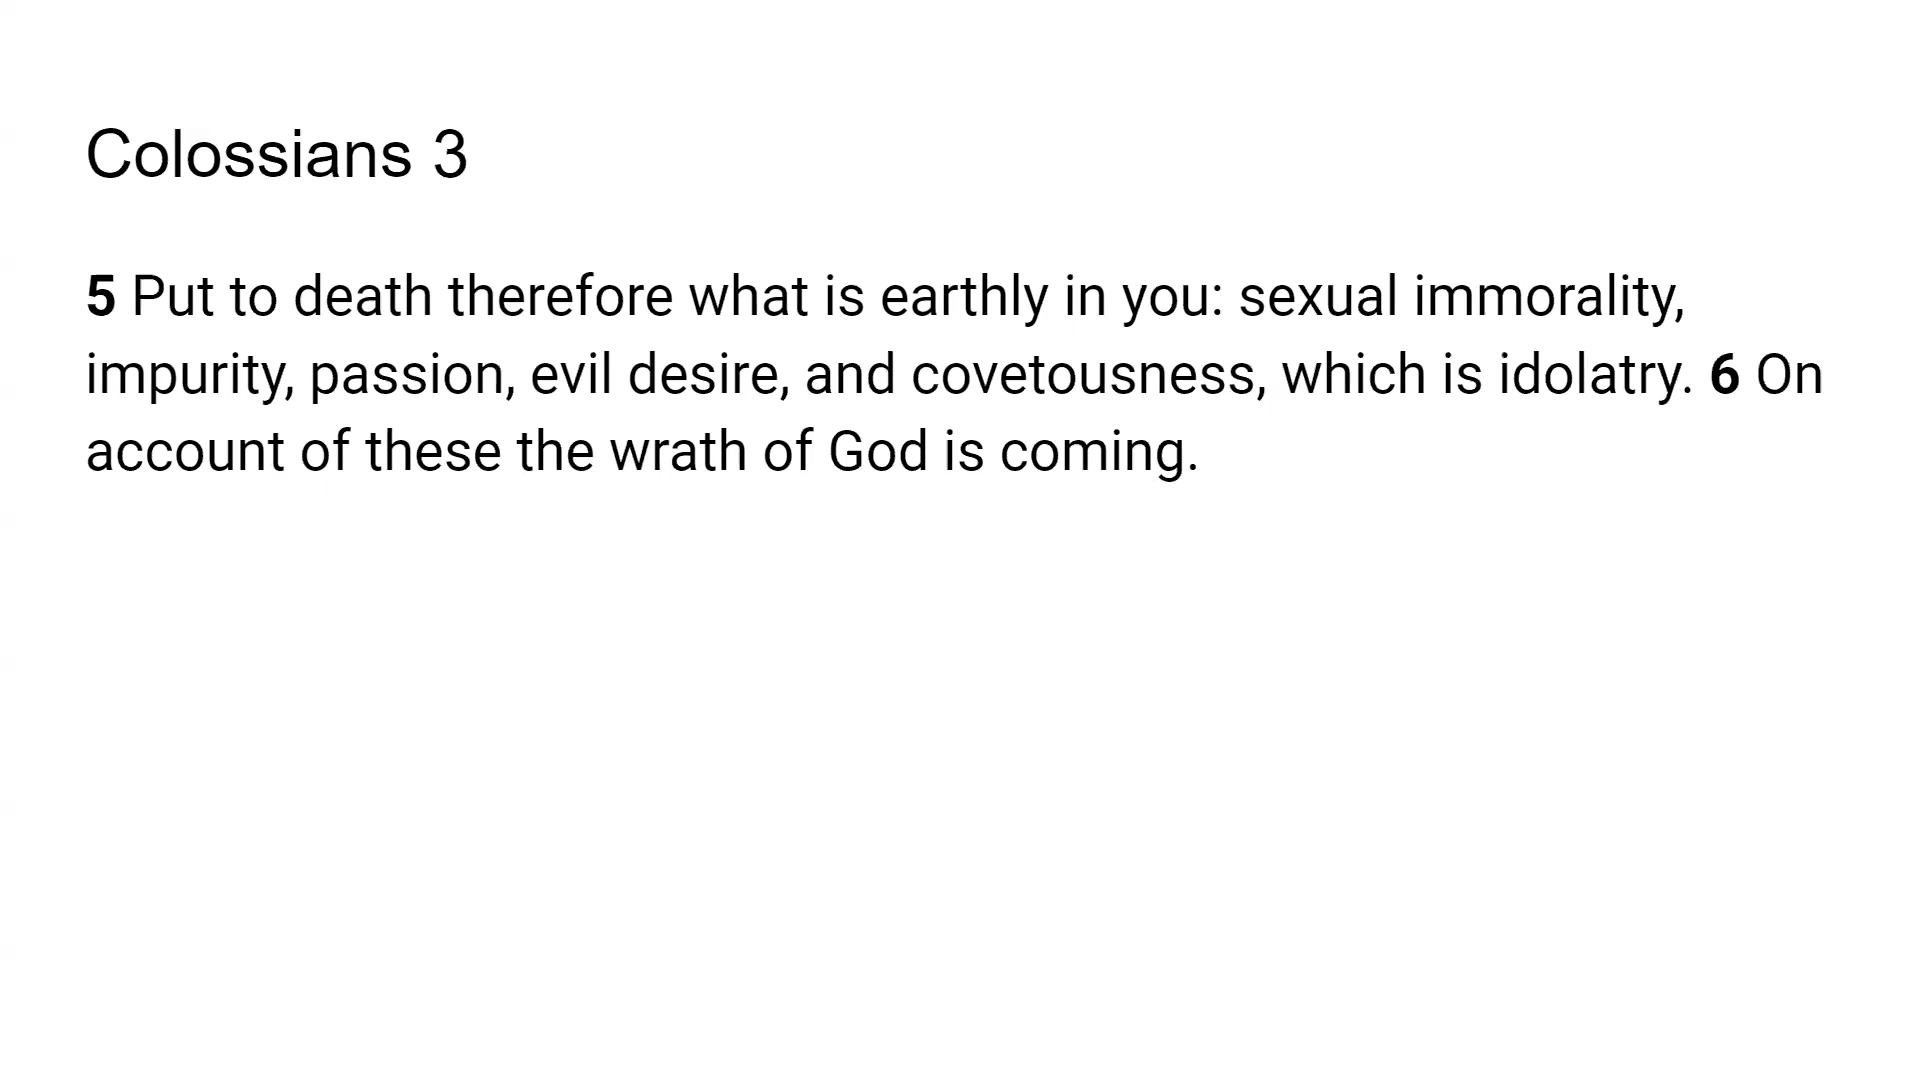 Colossians 3
5 Put to death therefore what is earthly in you: sexual immorality,
impurity, passion, evil desire, and covetousness, which is idolatry. 6 On
account of these the wrath of God is coming.